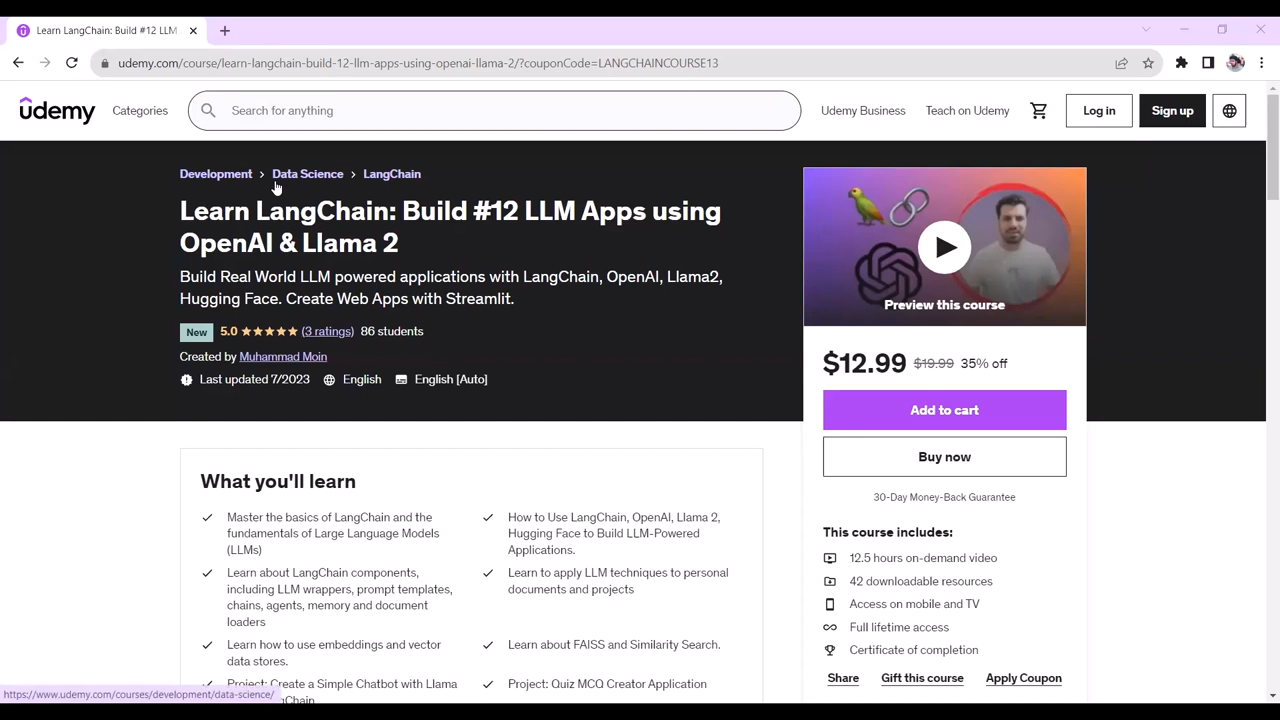 Learn LangChain: Build #12 LLM
udemy.com/course/learn-langchain-build-12-llm-apps-using-openai-llama-2/?couponCode=LANGCHAINCOURSE13
udemy
Categories
Search for anything
Udemy Business
Teach on Udemy
Log in
Sign up
Development > Data Science > LangChain
Learn LangChain: Build #12 LLM Apps using
OpenAI & Llama 2
Build Real World LLM powered applications with LangChain, OpenAI, Llama2,
Hugging Face. Create Web Apps with Streamlit.
New 5.0 (3 ratings) 86 students
Created by Muhammad Moin
Last updated 7/2023 English English [Auto]
Preview this course
$12.99 $19.99 35% off
Add to cart
Buy now
30-Day Money-Back Guarantee
This course includes:
12.5 hours on-demand video
42 downloadable resources
Access on mobile and TV
Full lifetime access
Certificate of completion
Share
Gift this course
Apply Coupon
What you'll learn
Master the basics of LangChain and the
fundamentals of Large Language Models
(LLMs)
How to Use LangChain, OpenAI, Llama 2,
Hugging Face to Build LLM-Powered
Applications.
Learn about LangChain components,
including LLM wrappers, prompt templates,
chains, agents, memory and document
loaders
Learn to apply LLM techniques to personal
documents and projects
Learn how to use embeddings and vector
data stores.
Learn about FAISS and Similarity Search.
Project: Create a Simple Chatbot with Llama
Project: Quiz MCQ Creator Application
https://www.udemy.com/courses/development/data-science/